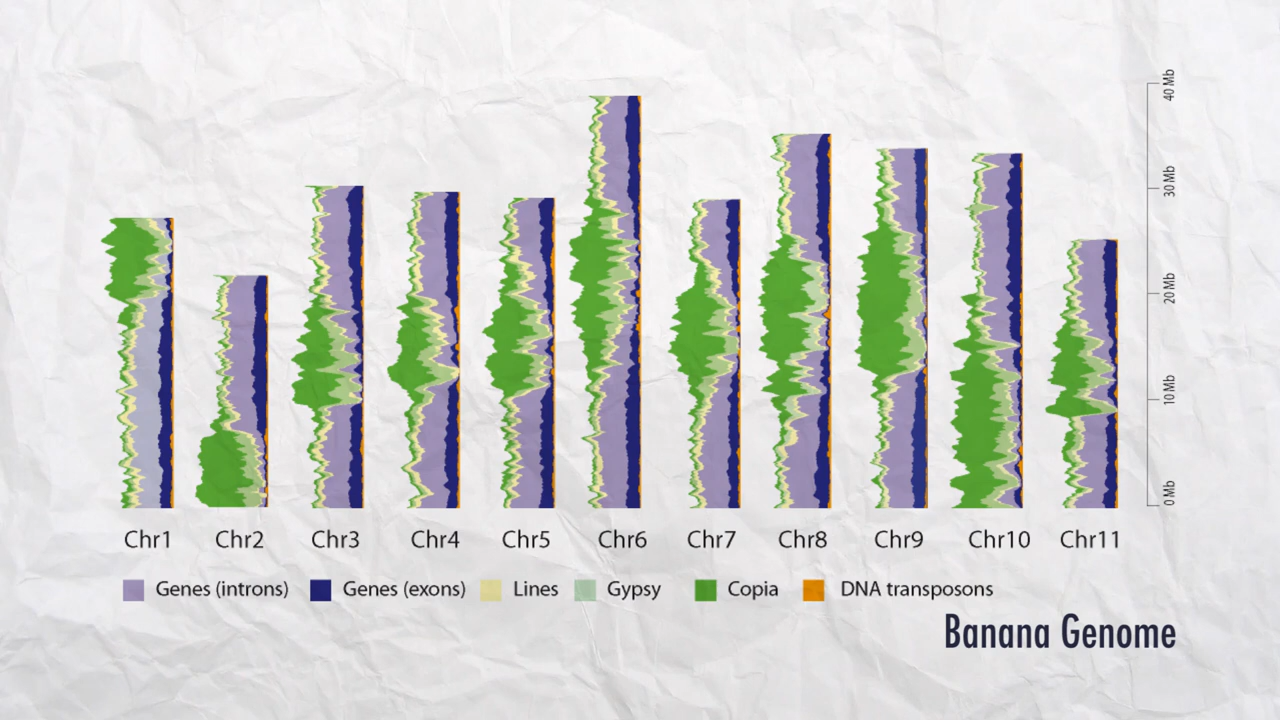 40 Mb
30 Mb
20 Mb
10 Mb
0 Mb
Chr1 Chr2 Chr3 Chr4 Chr5 Chr6 Chr7 Chr8 Chr9 Chr10 Chr11
Genes (introns) Genes (exons) Lines Gypsy Copia DNA transposons
Banana Genome